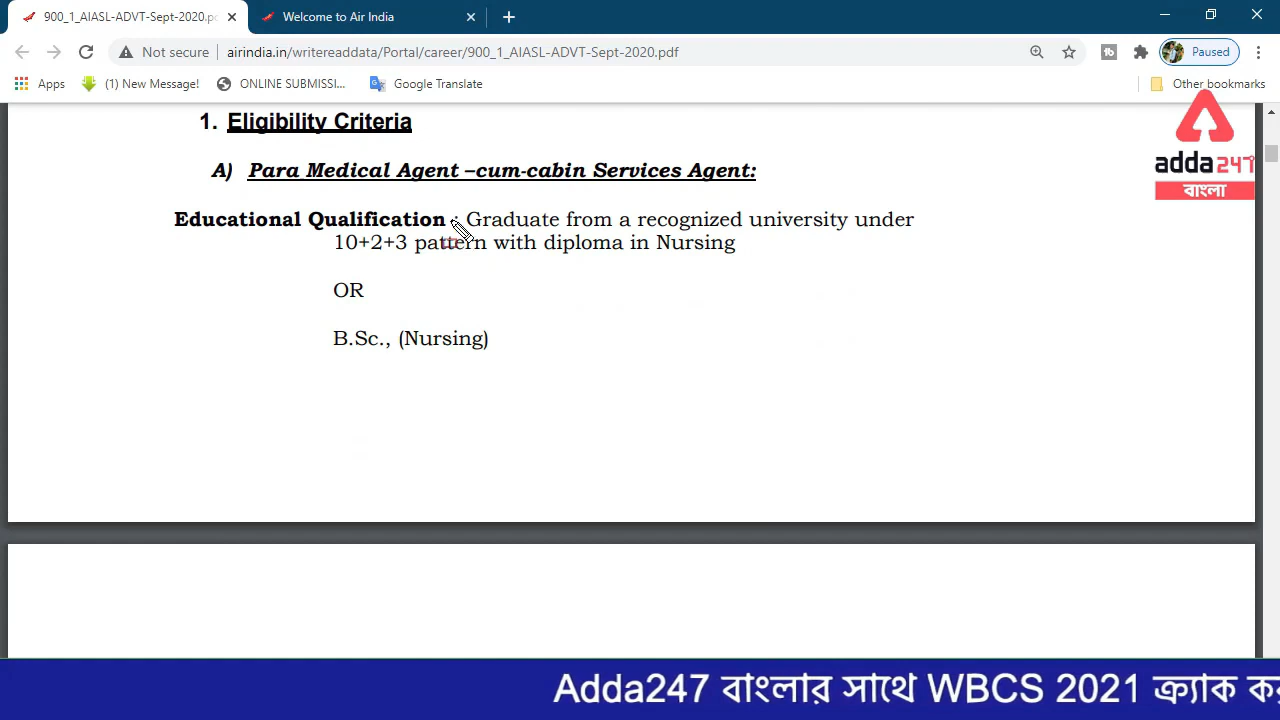 900_1_AIASL-ADVT-Sept-2020.pd
Welcome to Air India
Not secure
airindia.in/writereaddata/Portal/career/900_1_AIASL-ADVT-Sept-2020.pdf
Paused
Apps
(1) New Message!
ONLINE SUBMISSI...
Google Translate
Other bookmarks
1. Eligibility Criteria
adda247
বাংলা
A) Para Medical Agent –cum-cabin Services Agent:
Educational Qualification : Graduate from a recognized university under
10+2+3 pattern with diploma in Nursing
OR
B.Sc., (Nursing)
Adda247 বাংলার সাথে WBCS 2021 ক্র্যাক কর